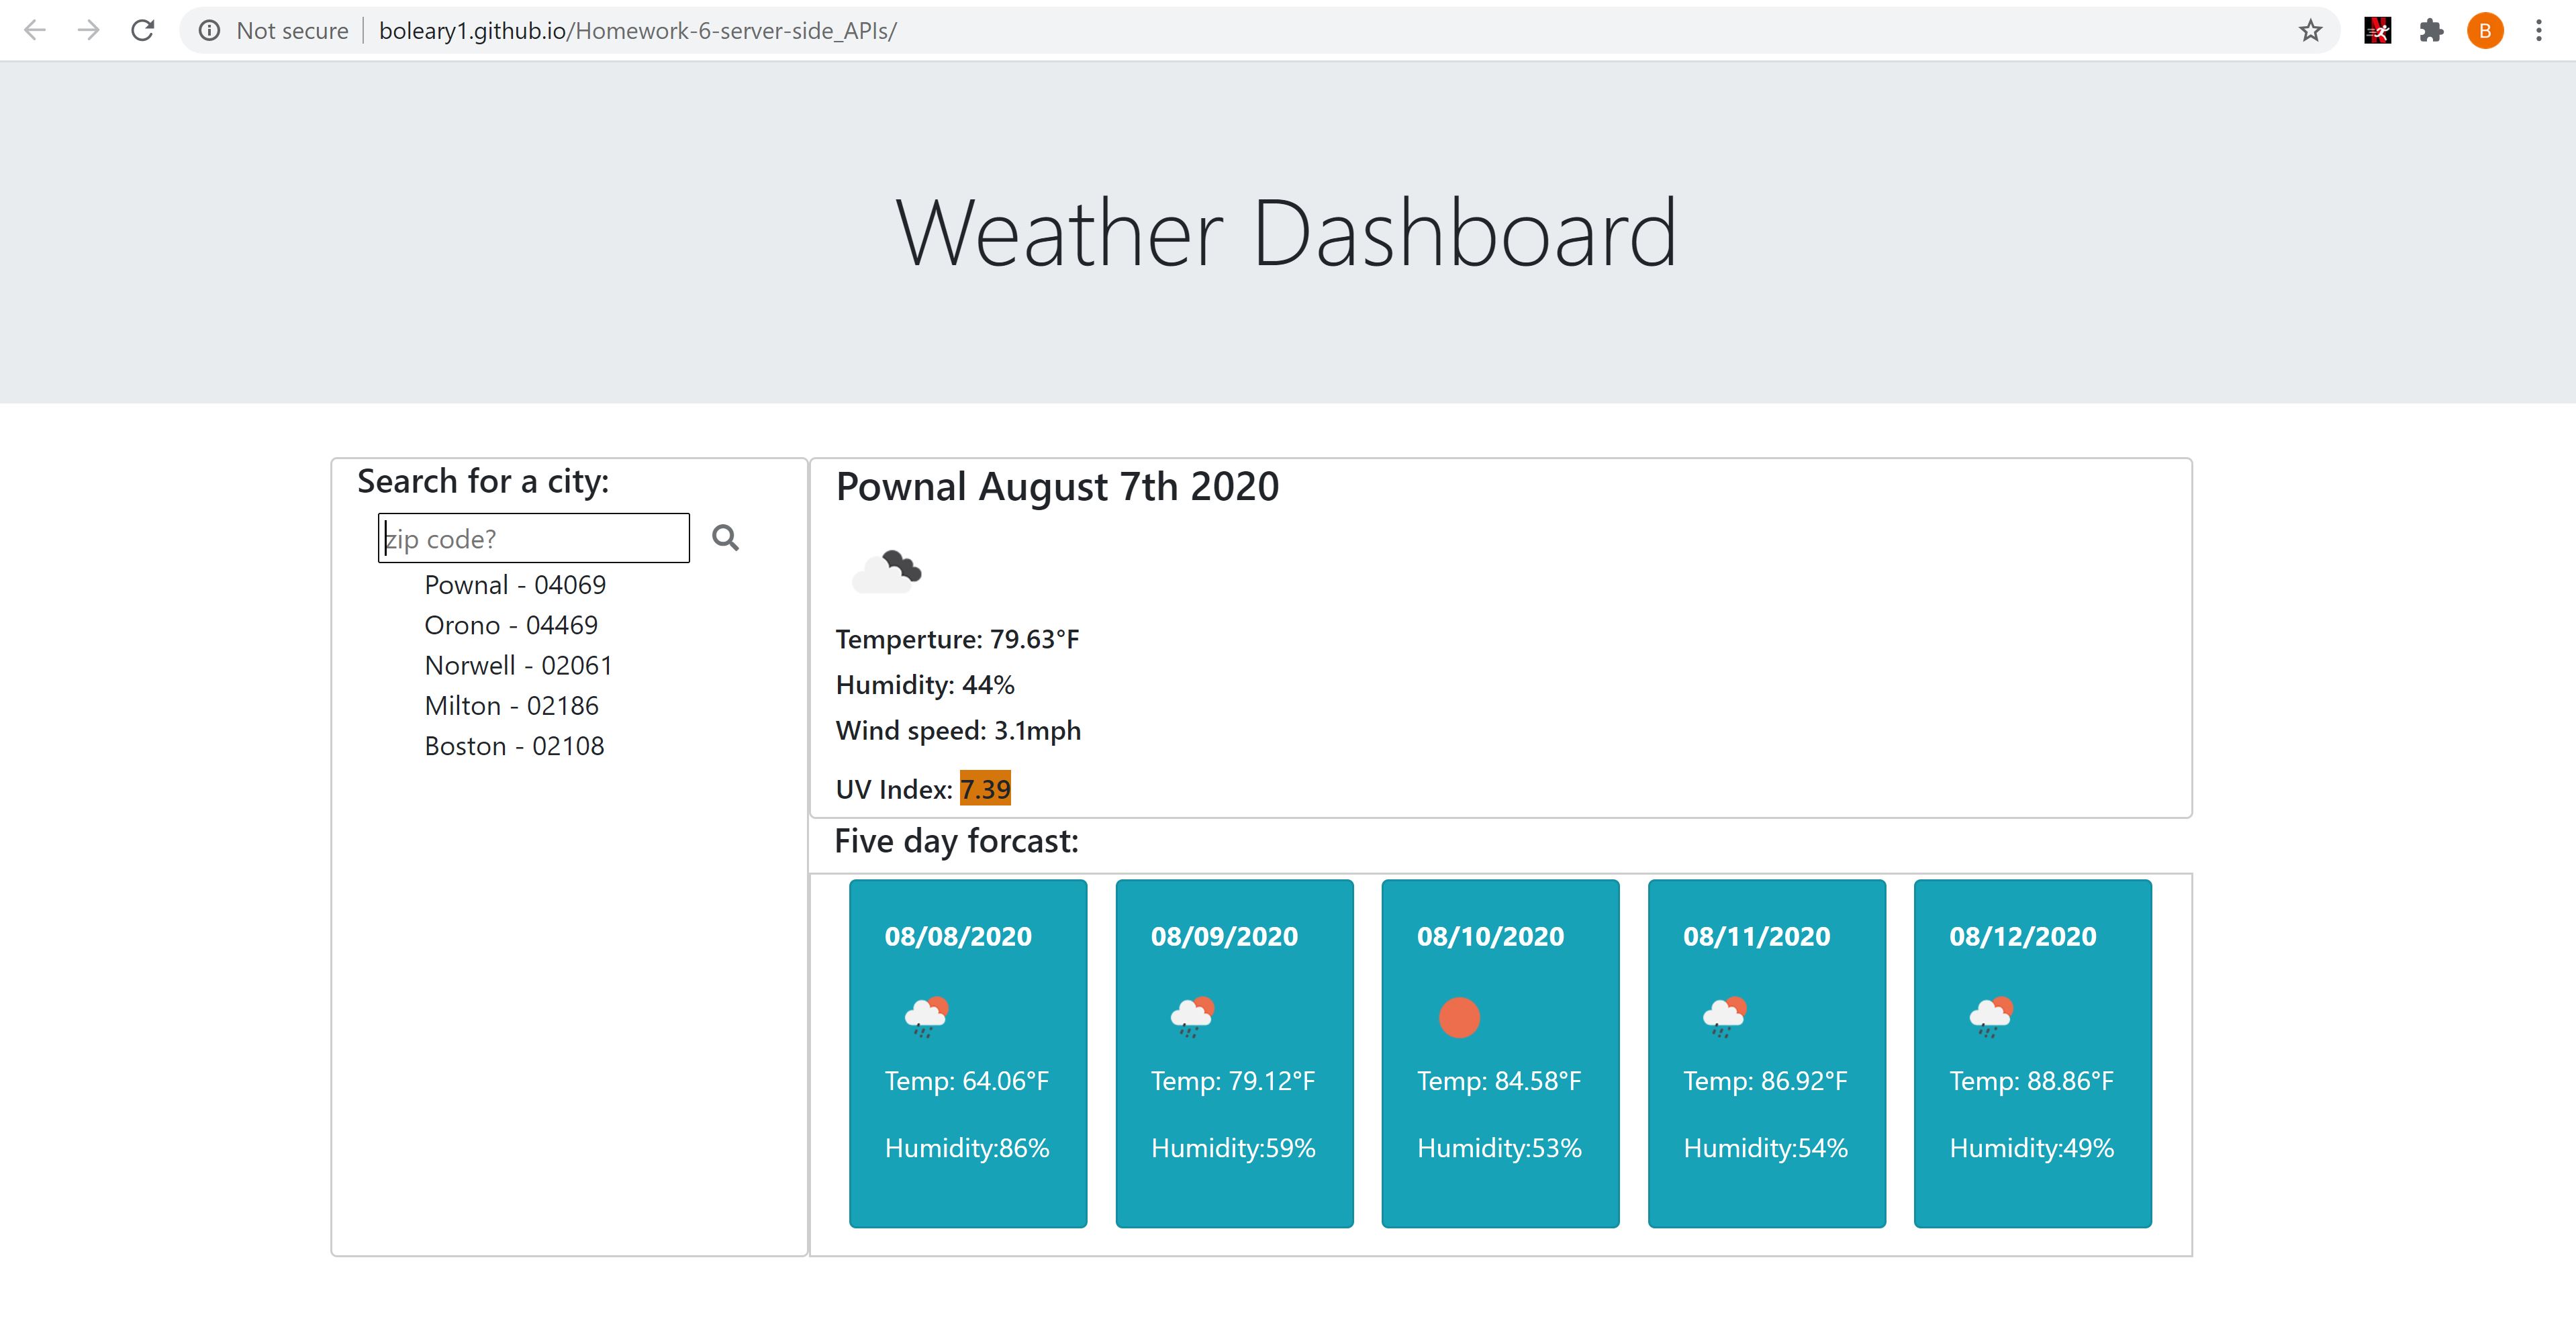 Not secure boleary1.github.io/Homework-6-server-side_APIs/
B
Weather Dashboard
Search for a city:
zip code?
Pownal - 04069
Orono - 04469
Norwell - 02061
Milton - 02186
Boston - 02108
Pownal August 7th 2020
Temperture: 79.63°F
Humidity: 44%
Wind speed: 3.1mph
UV Index: 7.39
Five day forcast:
08/08/2020
Temp: 64.06°F
Humidity:86%
08/09/2020
Temp: 79.12°F
Humidity:59%
08/10/2020
Temp: 84.58°F
Humidity:53%
08/11/2020
Temp: 86.92°F
Humidity:54%
08/12/2020
Temp: 88.86°F
Humidity:49%